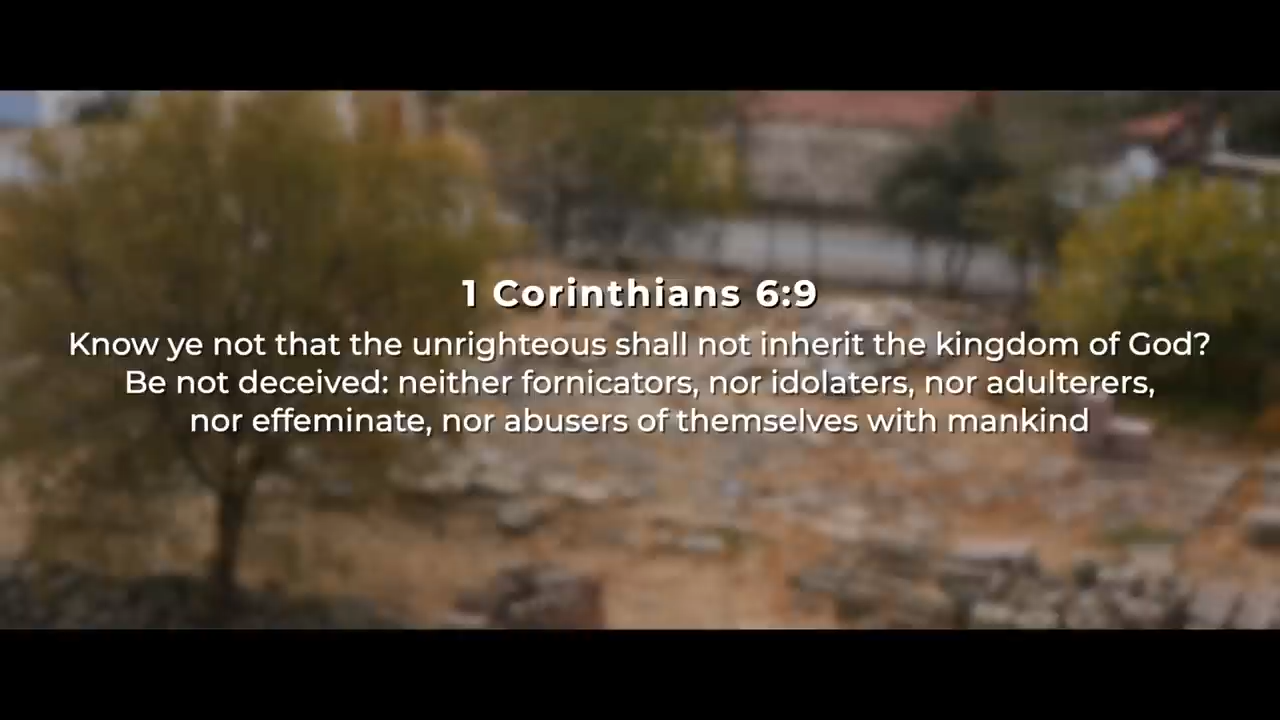 1 Corinthians 6:9
Know ye not that the unrighteous shall not inherit the kingdom of God?
Be not deceived: neither fornicators, nor idolaters, nor adulterers,
nor effeminate, nor abusers of themselves with mankind